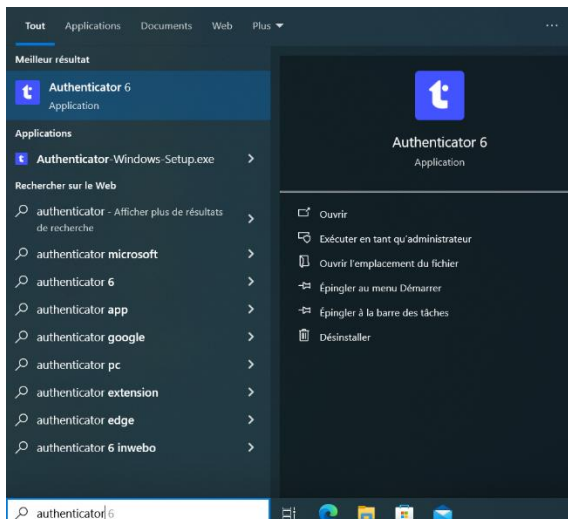 Tout Applications Documents Web Plus
Meilleur résultat
Authenticator 6
Application
Applications
Authenticator-Windows-Setup.exe
Rechercher sur le Web
authenticator - Afficher plus de résultats
de recherche
authenticator microsoft
authenticator 6
authenticator app
authenticator google
authenticator pc
authenticator extension
authenticator edge
authenticator 6 inwebo
authenticator 6
Authenticator 6
Application
Ouvrir
Exécuter en tant qu'administrateur
Ouvrir l'emplacement du fichier
Épingler au menu Démarrer
Épingler à la barre des tâches
Désinstaller